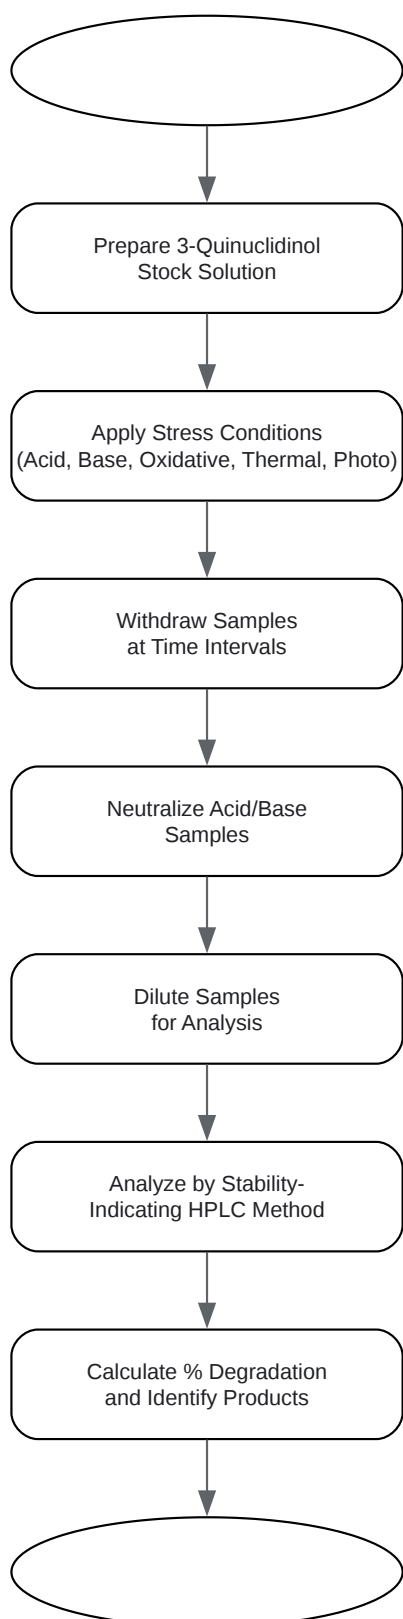 Prepare 3-Quinuclidinol
Stock Solution
Apply Stress Conditions
(Acid, Base, Oxidative, Thermal, Photo)
Withdraw Samples
at Time Intervals
Neutralize Acid/Base
Samples
Dilute Samples
for Analysis
Analyze by Stability-
Indicating HPLC Method
Calculate % Degradation
and Identify Products